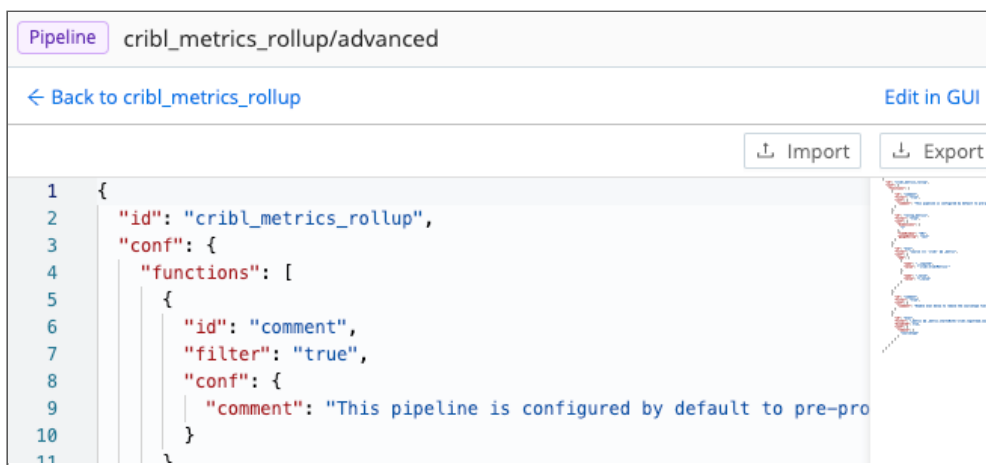 Pipeline cribl_metrics_rollup/advanced
← Back to cribl_metrics_rollup Edit in GUI
Import Export
1 {
2 "id": "cribl_metrics_rollup",
3 "conf": {
4 "functions": [
5 {
6 "id": "comment",
7 "filter": "true",
8 "conf": {
9 "comment": "This pipeline is configured by default to pre-pro
10 }
11 }